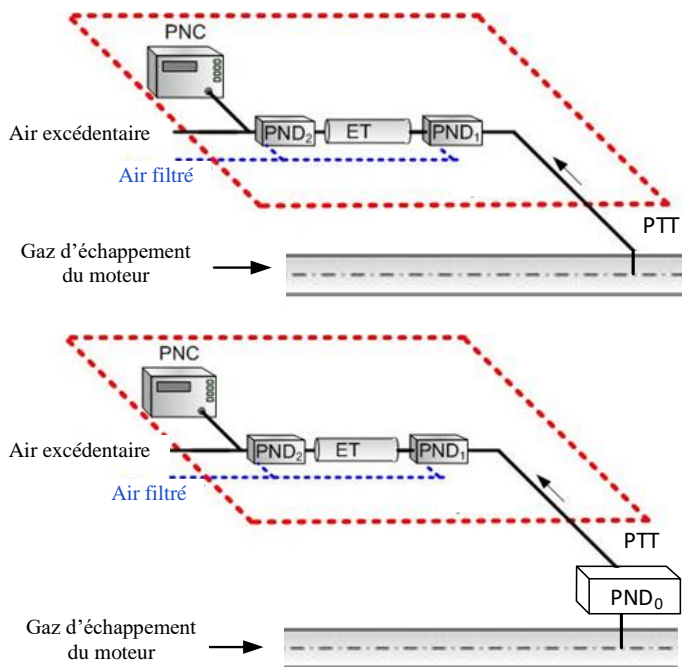 PNC
Air excédentaire
PND2
ET
PND1
Air filtré
PTT
Gaz d'échappement
du moteur
PNC
Air excédentaire
PND2
ET
PND1
Air filtré
PTT
PND0
Gaz d'échappement
du moteur